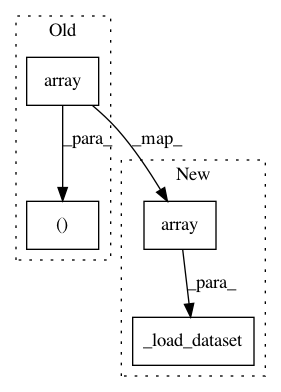 Old
array
_para_
_map_
New
()
array
_para_
_load_dataset